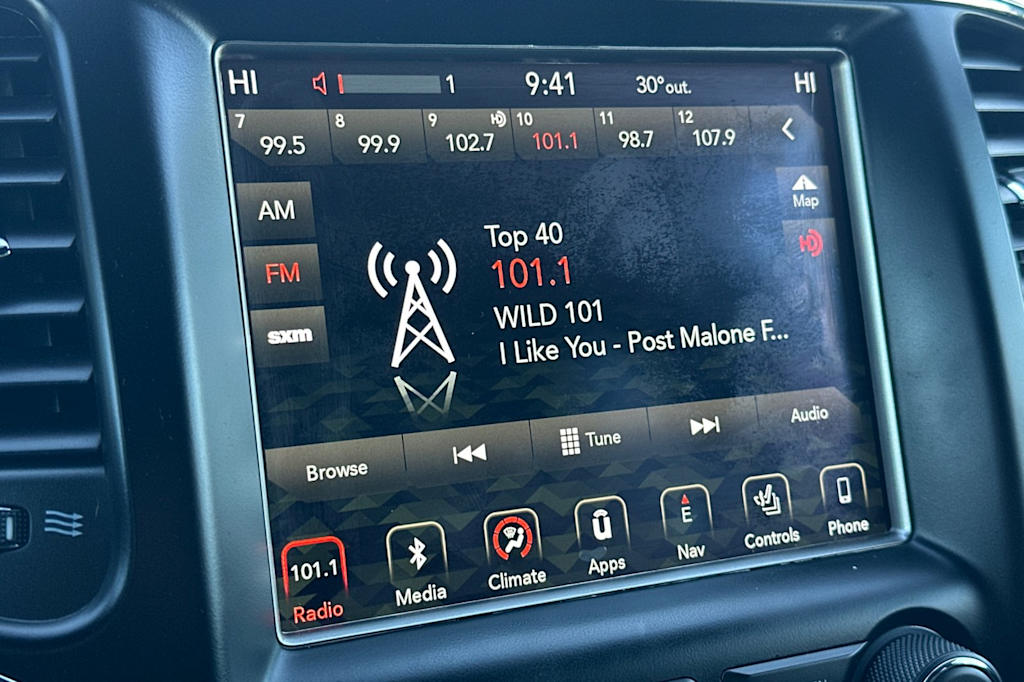 HI 1 9:41 30° out. HI
7 99.5 8 99.9 9 HD 102.7 10 101.1 11 98.7 12 107.9
AM
Map
FM
HD
sxm
Top 40
101.1
WILD 101
I Like You - Post Malone F...
Browse Tune Audio
101.1 E
Radio Media Climate Apps Nav Controls Phone